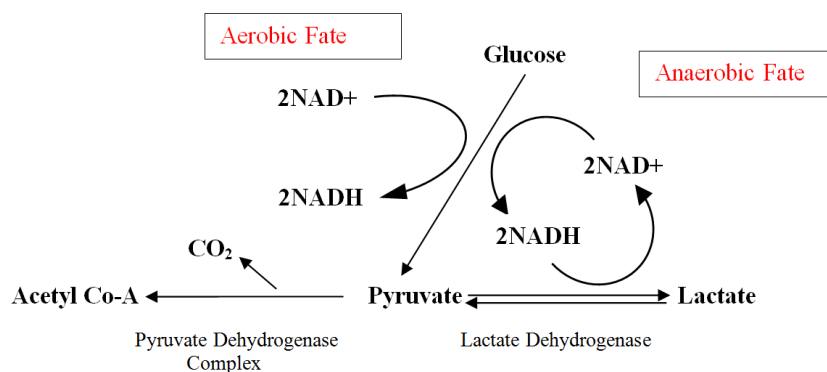 Aerobic Fate
Glucose
Anaerobic Fate
2NAD+
2NAD+
2NADH
2NADH
CO₂
Acetyl Co-A
Pyruvate
Lactate
Pyruvate Dehydrogenase
Complex
Lactate Dehydrogenase